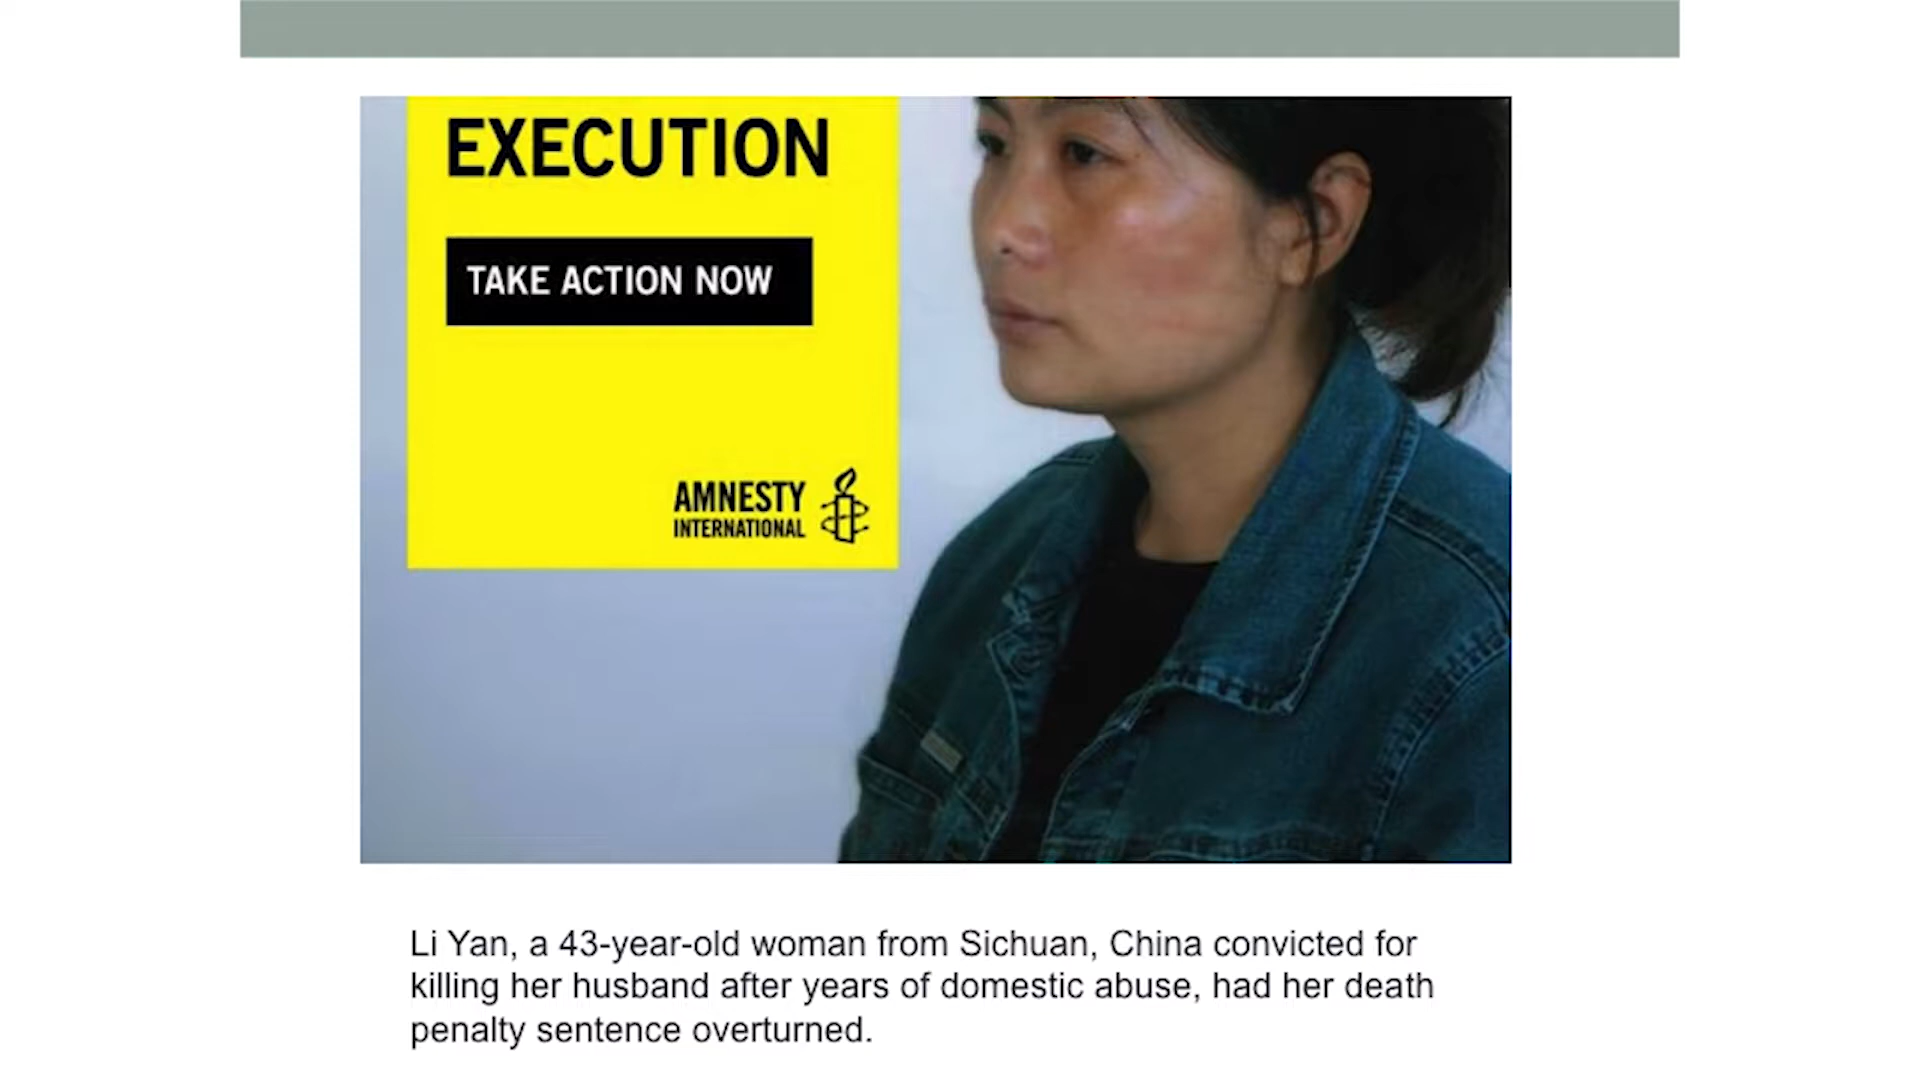 EXECUTION
TAKE ACTION NOW
AMNESTY
INTERNATIONAL
Li Yan, a 43-year-old woman from Sichuan, China convicted for
killing her husband after years of domestic abuse, had her death
penalty sentence overturned.